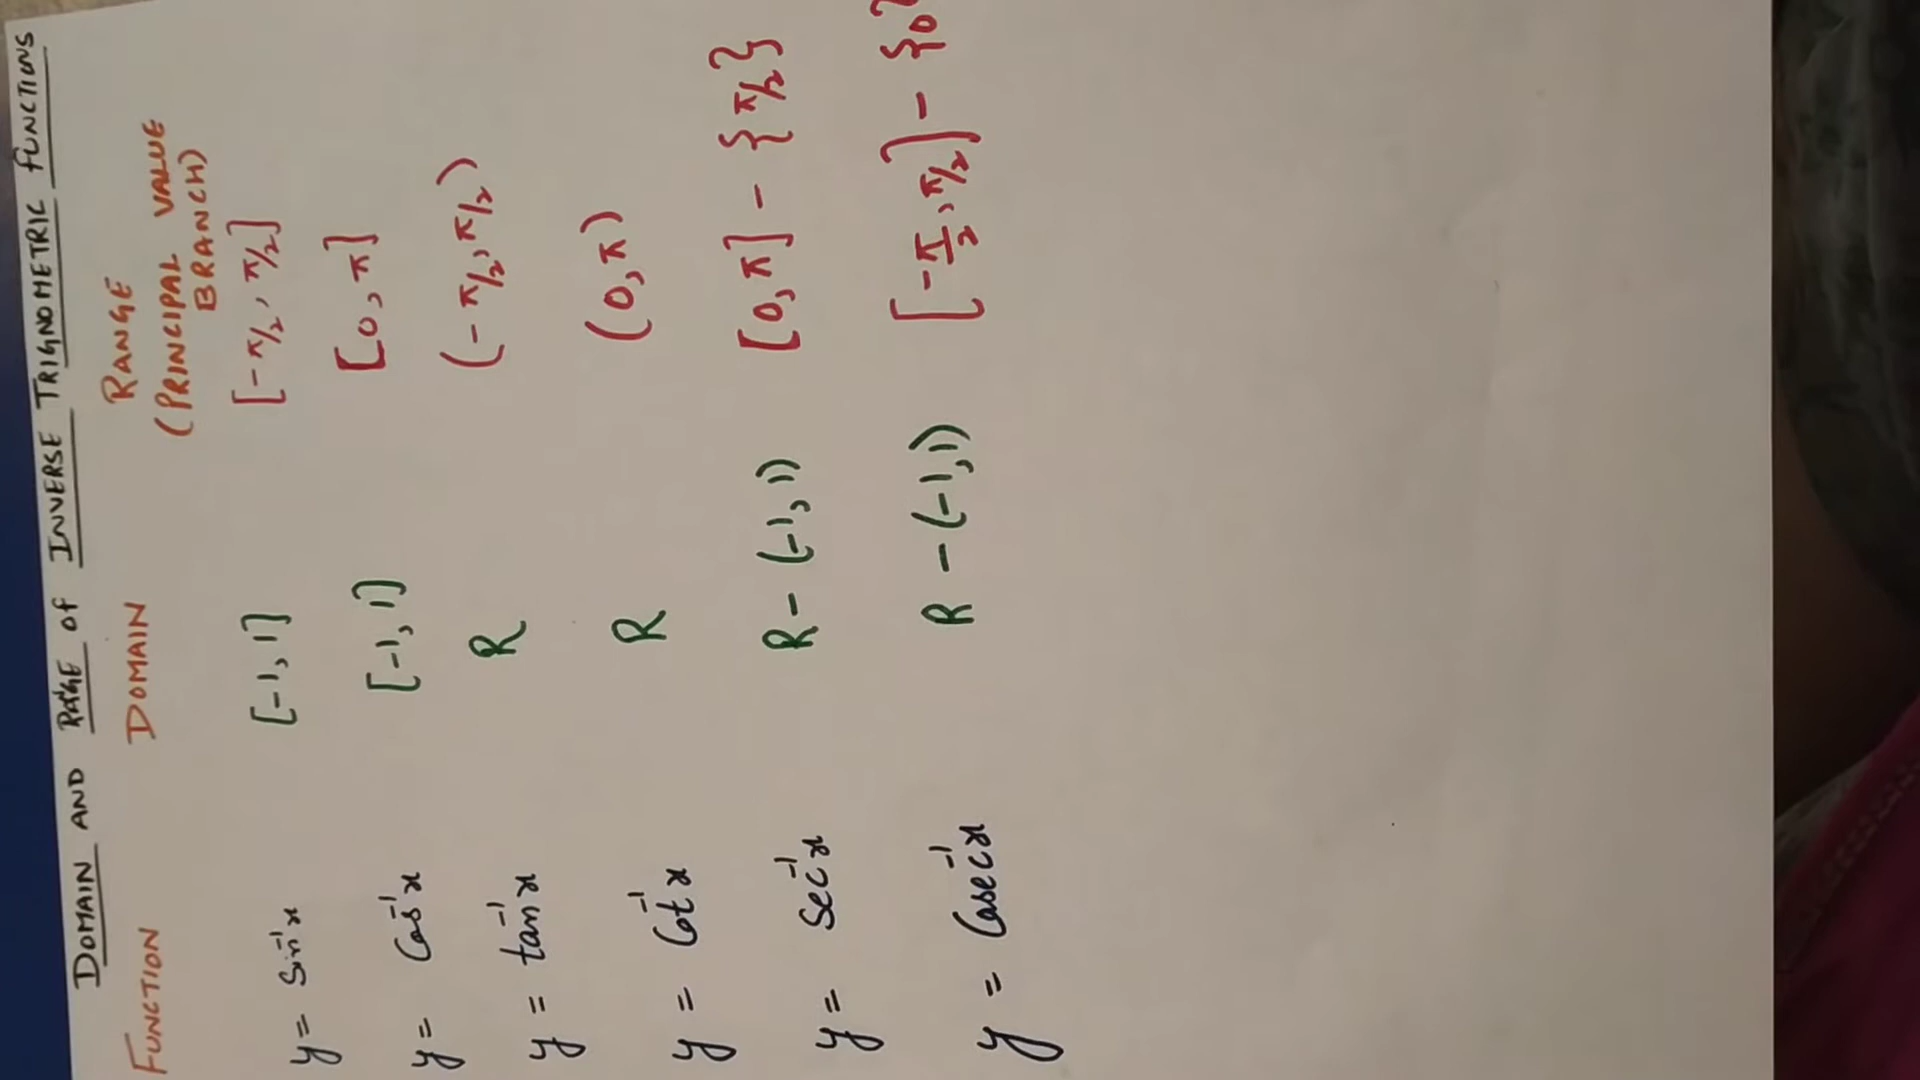 DOMAIN AND RANGE OF INVERSE TRIGNOMETRIC FUNCTIONS
FUNCTION DOMAIN RANGE
(PRINCIPAL VALUE
BRANCH)
y = sin⁻¹x [-1, 1] [-π/2, π/2]
y = Cos⁻¹x [-1, 1] [0, π]
y = tan⁻¹x R (-π/2, π/2)
y = Cot⁻¹x R (0, π)
y = Sec⁻¹x R - (-1, 1) [0, π] - {π/2}
y = Cosec⁻¹x R - (-1, 1) [-π/2, π/2] - {0}